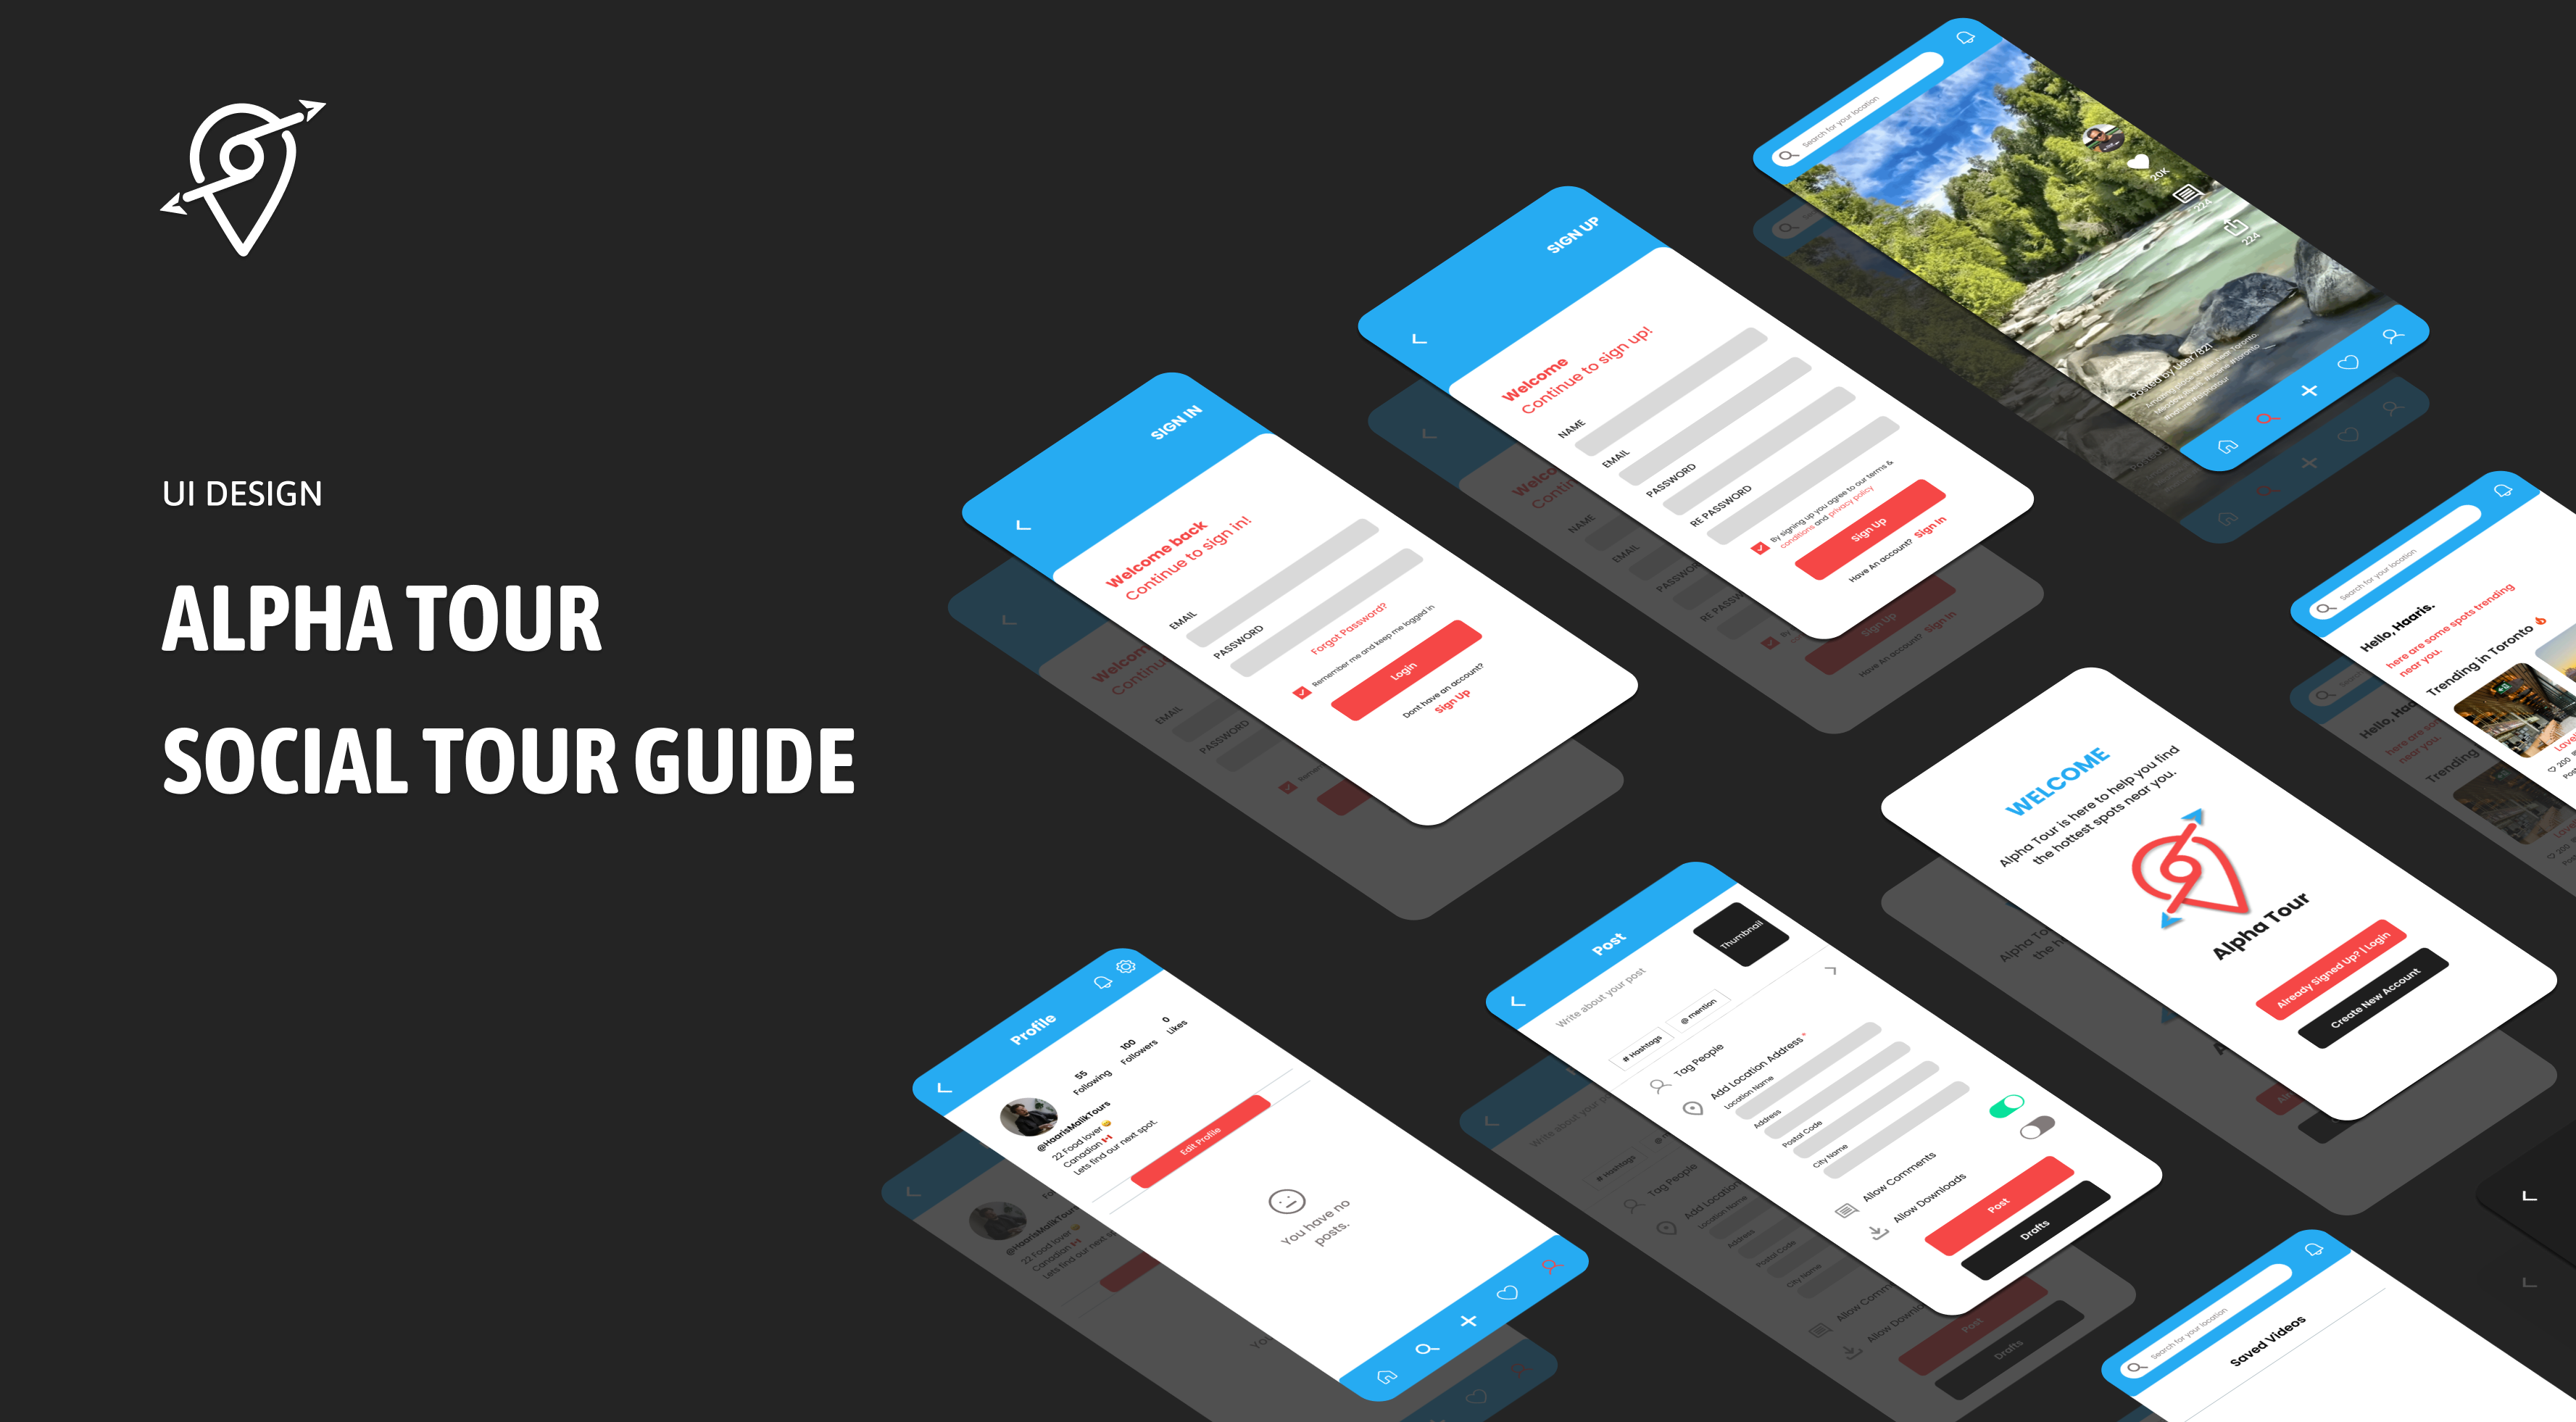 UI DESIGN
ALPHA TOUR
SOCIAL TOUR GUIDE
SIGN IN
Welcome back
Continue to sign in!
EMAIL
PASSWORD
Forgot Password?
Remember me and keep me logged in
Login
Dont have an account?
Sign Up
SIGN UP
Welcome
Continue to sign up!
NAME
EMAIL
PASSWORD
RE PASSWORD
By signing up you agree to our terms &
conditions and privacy policy
Sign Up
Have An account? Sign In
Search for your location
20K
224
224
Posted by User7821
Search for your location
Hello, Haaris.
here are some spots trending
near you.
Trending in Toronto 🔥
200
WELCOME
Alpha Tour is here to help you find
the hottest spots near you.
Alpha Tour
Already Signed Up? | Login
Create New Account
Post
Write about your post
Thumbnail
# Hashtags
@ mention
Tag People
Add Location Address *
Location Name
Address
Postal Code
City Name
Allow Comments
Allow Downloads
Post
Drafts
Profile
55
Following
100
Followers
0
Likes
@HaarisMalikTours
22 Food lover 😋
Canadian 🇨🇦
Lets find our next spot.
Edit Profile
You have no
posts.
Search for your location
Saved Videos